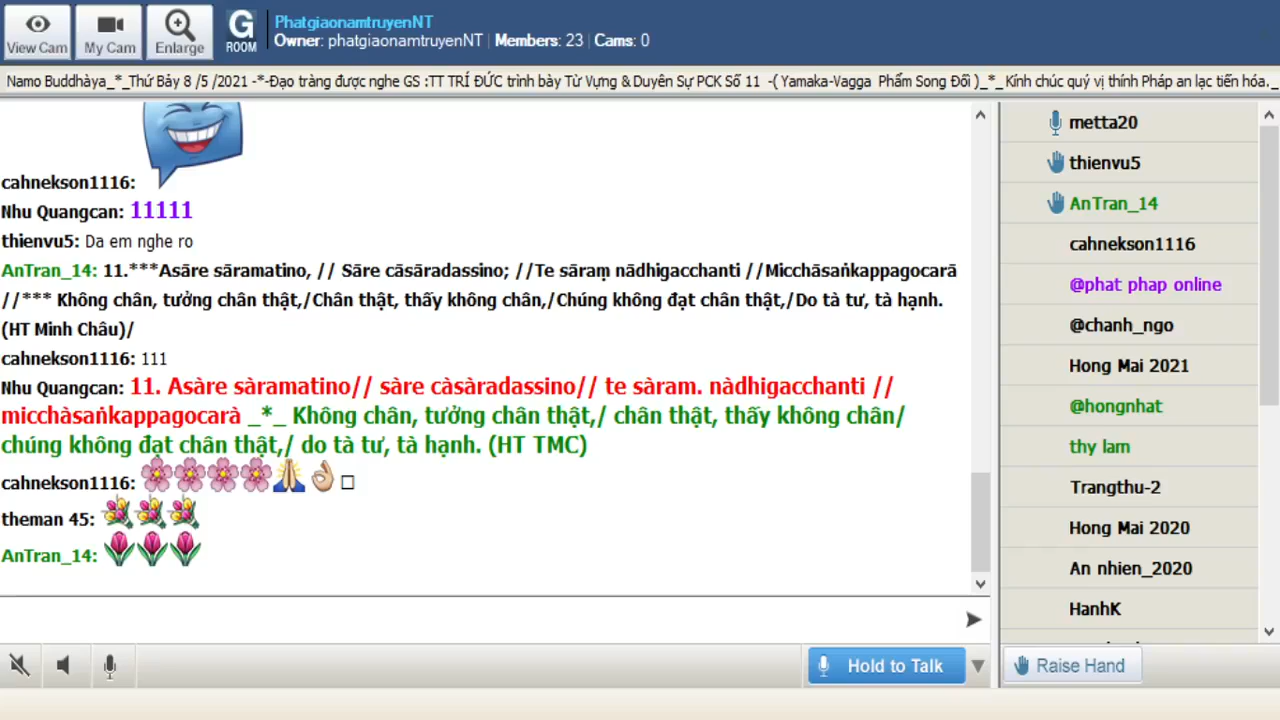 View Cam
My Cam
Enlarge
G
ROOM
PhatgiaonamtruyenNT
Owner: phatgiaonamtruyenNT | Members: 23 | Cams: 0
Namo Buddhàya_*_Thứ Bảy 8 /5 /2021 -*-Đạo tràng được nghe GS :TT TRÍ ĐỨC trình bày Từ Vựng & Duyên Sự PCK Số 11 -( Yamaka-Vagga Phẩm Song Đối )_*_Kính chúc quý vị thính Pháp an lạc tiến hóa._
cahnekson1116:
Nhu Quangcan: 11111
thienvu5: Da em nghe ro
AnTran_14: 11.***Asāre sāramatino, // Sāre cāsāradassino; //Te sāraṃ nādhigacchanti //Micchāsaṅkappagocarā
//*** Không chân, tưởng chân thật,/Chân thật, thấy không chân,/Chúng không đạt chân thật,/Do tà tư, tà hạnh.
(HT Minh Châu)/
cahnekson1116: 111
Nhu Quangcan: 11. Asàre sàramatino// sàre càsàradassino// te sàram. nàdhigacchanti //
micchàsaṅkappagocarà _*_ Không chân, tưởng chân thật,/ chân thật, thấy không chân/
chúng không đạt chân thật,/ do tà tư, tà hạnh. (HT TMC)
cahnekson1116:
theman 45:
AnTran_14:
metta20
thienvu5
AnTran_14
cahnekson1116
@phat phap online
@chanh_ngo
Hong Mai 2021
@hongnhat
thy lam
Trangthu-2
Hong Mai 2020
An nhien_2020
HanhK
Hold to Talk
Raise Hand